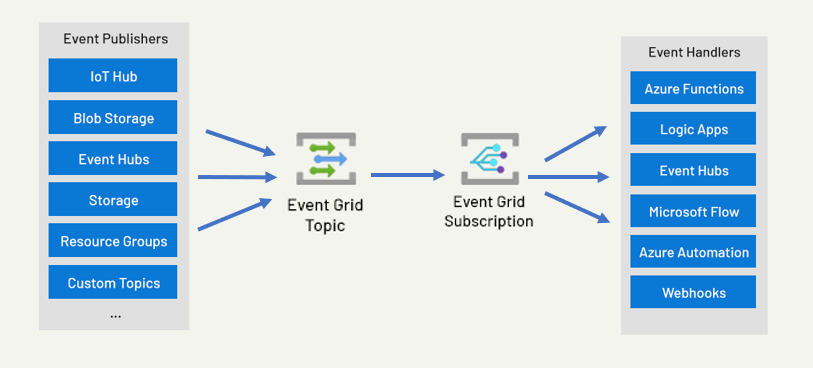 Event Publishers
IoT Hub
Blob Storage
Event Hubs
Storage
Resource Groups
Custom Topics
...
Event Grid
Topic
Event Grid
Subscription
Event Handlers
Azure Functions
Logic Apps
Event Hubs
Microsoft Flow
Azure Automation
Webhooks